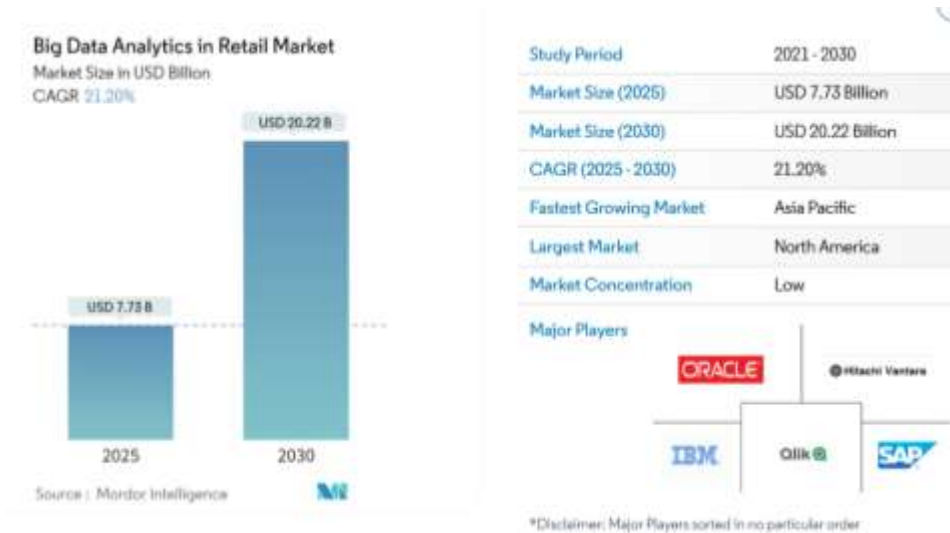 Big Data Analytics in Retail Market
Market Size in USD Billion
CAGR 21.20%
USD 20.22 B
USD 7.73 B
2025 2030
Source : Mordor Intelligence
Study Period 2021 - 2030
Market Size (2025) USD 7.73 Billion
Market Size (2030) USD 20.22 Billion
CAGR (2025 - 2030) 21.20%
Fastest Growing Market Asia Pacific
Largest Market North America
Market Concentration Low
Major Players
ORACLE
Hitachi Vantara
IBM
Qlik
SAP
*Disclaimer: Major Players sorted in no particular order